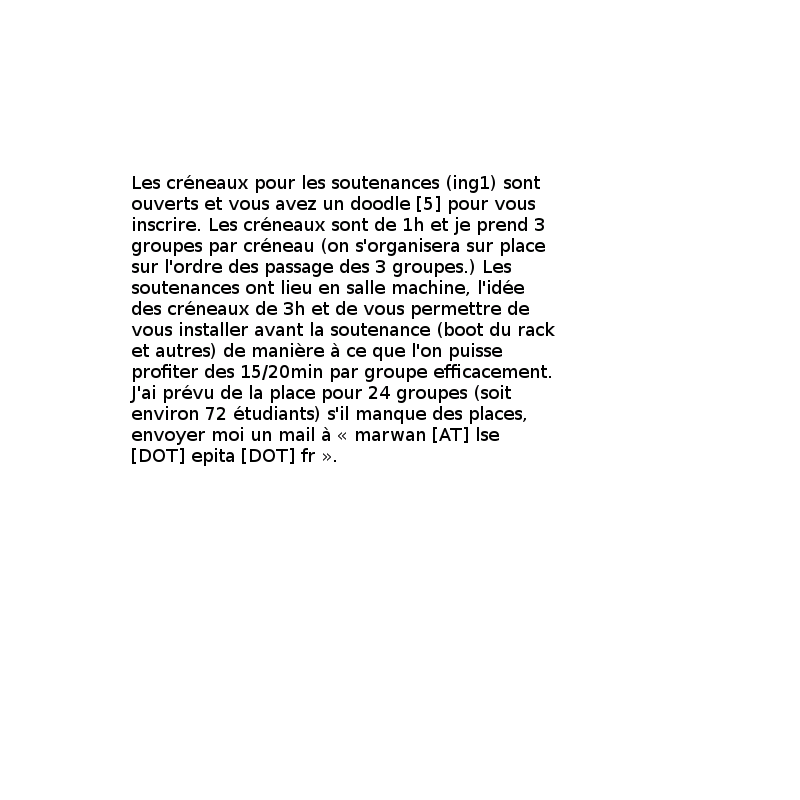 Les créneaux pour les soutenances (ing1) sont
ouverts et vous avez un doodle [5] pour vous
inscrire. Les créneaux sont de 1h et je prend 3
groupes par créneau (on s'organisera sur place
sur l'ordre des passage des 3 groupes.) Les
soutenances ont lieu en salle machine, l'idée
des créneaux de 3h et de vous permettre de
vous installer avant la soutenance (boot du rack
et autres) de manière à ce que l'on puisse
profiter des 15/20min par groupe efficacement.
J'ai prévu de la place pour 24 groupes (soit
environ 72 étudiants) s'il manque des places,
envoyer moi un mail à « marwan [AT] lse
[DOT] epita [DOT] fr ».